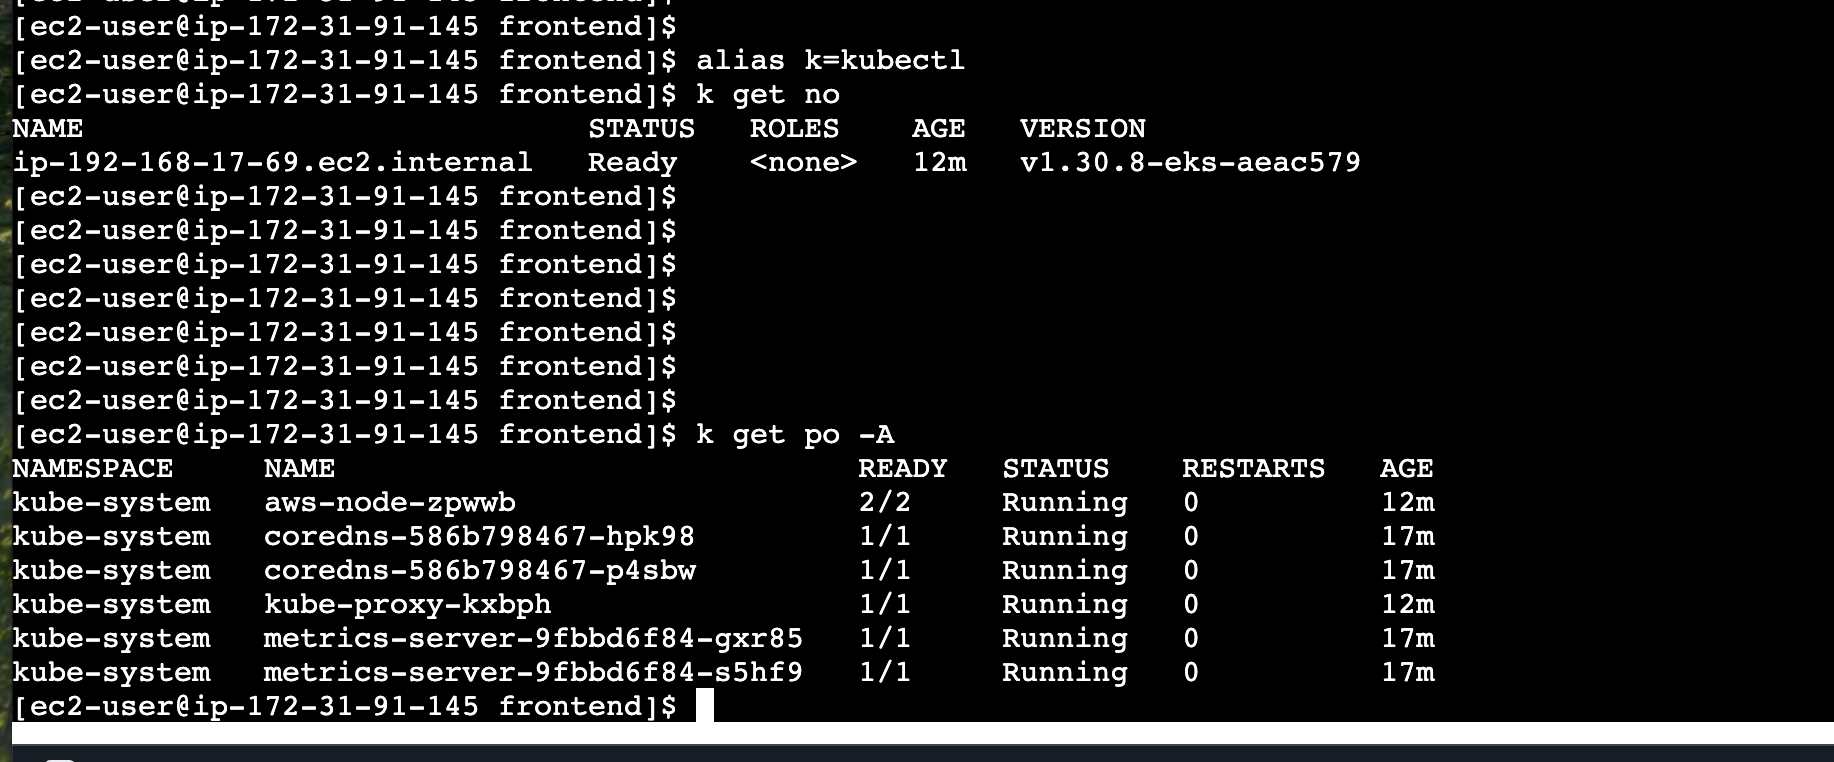 [ec2-user@ip-172-31-91-145 frontend]$
[ec2-user@ip-172-31-91-145 frontend]$
[ec2-user@ip-172-31-91-145 frontend]$ alias k=kubectl
[ec2-user@ip-172-31-91-145 frontend]$ k get no
NAME STATUS ROLES AGE VERSION
ip-192-168-17-69.ec2.internal Ready <none> 12m v1.30.8-eks-aeac579
[ec2-user@ip-172-31-91-145 frontend]$
[ec2-user@ip-172-31-91-145 frontend]$
[ec2-user@ip-172-31-91-145 frontend]$
[ec2-user@ip-172-31-91-145 frontend]$
[ec2-user@ip-172-31-91-145 frontend]$
[ec2-user@ip-172-31-91-145 frontend]$
[ec2-user@ip-172-31-91-145 frontend]$
[ec2-user@ip-172-31-91-145 frontend]$ k get po -A
NAMESPACE NAME READY STATUS RESTARTS AGE
kube-system aws-node-zpwwb 2/2 Running 0 12m
kube-system coredns-586b798467-hpk98 1/1 Running 0 17m
kube-system coredns-586b798467-p4sbw 1/1 Running 0 17m
kube-system kube-proxy-kxbph 1/1 Running 0 12m
kube-system metrics-server-9fbbd6f84-gxr85 1/1 Running 0 17m
kube-system metrics-server-9fbbd6f84-s5hf9 1/1 Running 0 17m
[ec2-user@ip-172-31-91-145 frontend]$